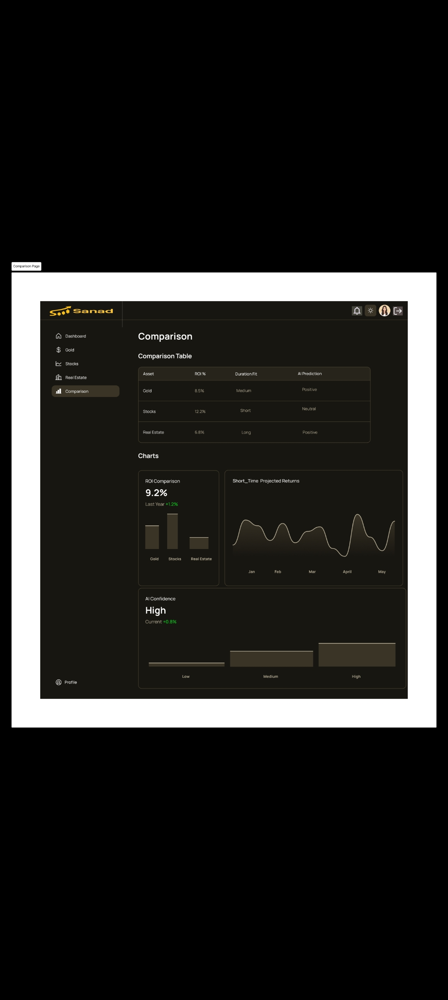 Comparison Page
Sanad
Dashboard
Gold
Stocks
Real Estate
Comparison
Profile
Comparison
Comparison Table
Asset ROI % Duration Fit AI Prediction
Gold 8.5% Medium Positive
Stocks 12.2% Short Neutral
Real Estate 6.8% Long Positive
Charts
ROI Comparison
9.2%
Last Year +1.2%
Gold Stocks Real Estate
Short_Time Projected Returns
Jan Feb Mar April May
AI Confidence
High
Current +0.8%
Low Medium High